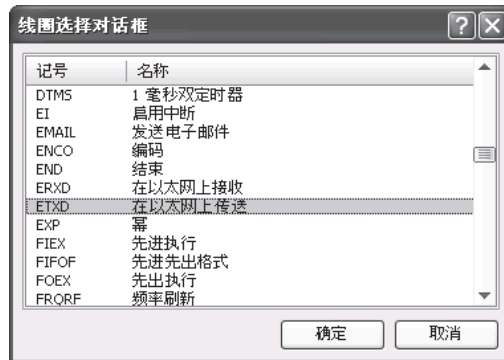 线圈选择对话框
记号 名称
DTMS 1 毫秒双定时器
EI 启用中断
EMAIL 发送电子邮件
ENCO 编码
END 结束
ERXD 在以太网上接收
ETXD 在以太网上传送
EXP 幂
FIEX 先进执行
FIFOF 先进先出格式
FOEX 先出执行
FRQRF 频率刷新
确定 取消